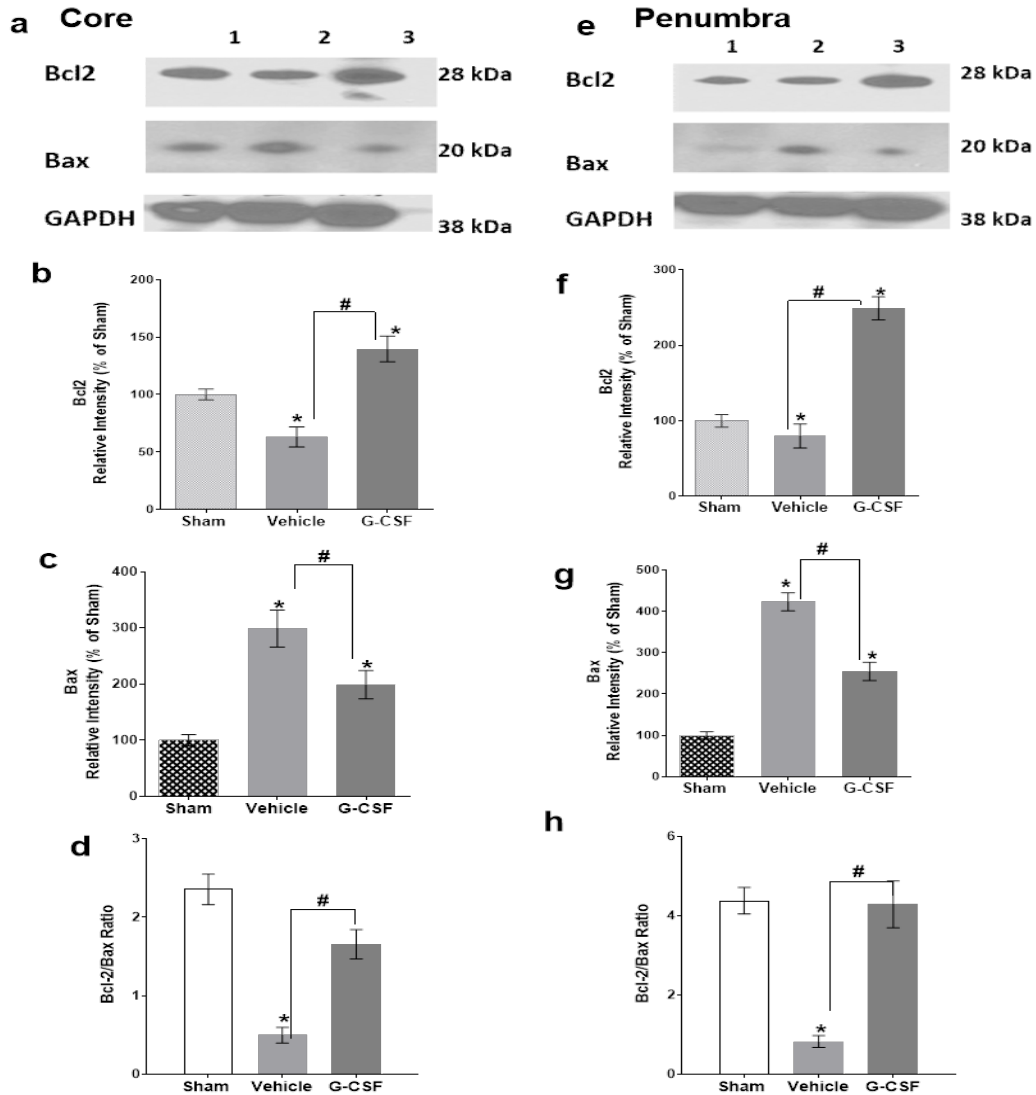 a Core
1 2 3
Bcl2 28 kDa
Bax 20 kDa
GAPDH 38 kDa
b
200
150
100
50
0
Bcl2
Relative Intensity (% of Sham)
* # *
Sham Vehicle G-CSF
c
400
300
200
100
0
Bax
Relative Intensity (% of Sham)
* # *
Sham Vehicle G-CSF
d
3
2
1
0
Bcl-2/Bax Ratio
* #
Sham Vehicle G-CSF
e Penumbra
1 2 3
Bcl2 28 kDa
Bax 20 kDa
GAPDH 38 kDa
f
300
200
100
0
Bcl2
Relative Intensity (% of Sham)
* # *
Sham Vehicle G-CSF
g
500
400
300
200
100
0
Bax
Relative Intensity (% of Sham)
* # *
Sham Vehicle G-CSF
h
6
4
2
0
Bcl-2/Bax Ratio
* #
Sham Vehicle G-CSF